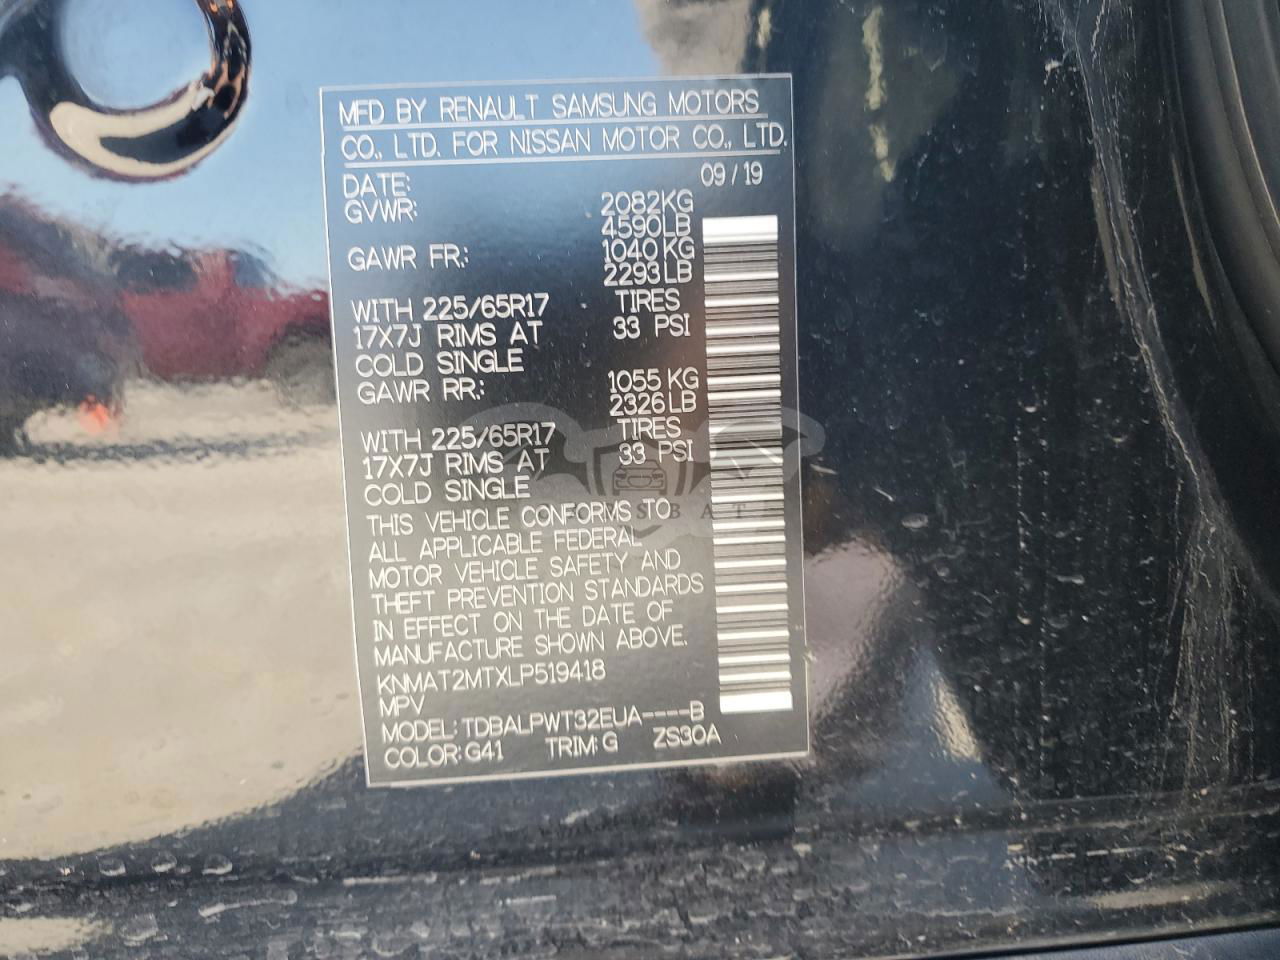 MFD BY RENAULT SAMSUNG MOTORS
CO., LTD. FOR NISSAN MOTOR CO., LTD.
DATE: 09 / 19
GVWR: 2082KG
4590LB
GAWR FR.: 1040 KG
2293 LB
WITH 225/65R17 TIRES
17X7J RIMS AT 33 PSI
COLD SINGLE
GAWR RR.: 1055 KG
2326 LB
WITH 225/65R17 TIRES
17X7J RIMS AT 33 PSI
COLD SINGLE
THIS VEHICLE CONFORMS TO
ALL APPLICABLE FEDERAL
MOTOR VEHICLE SAFETY AND
THEFT PREVENTION STANDARDS
IN EFFECT ON THE DATE OF
MANUFACTURE SHOWN ABOVE.
KNMAT2MTXLP519418
MPV
MODEL: TDBALPWT32EUA----B
COLOR: G41 TRIM: G ZS30A